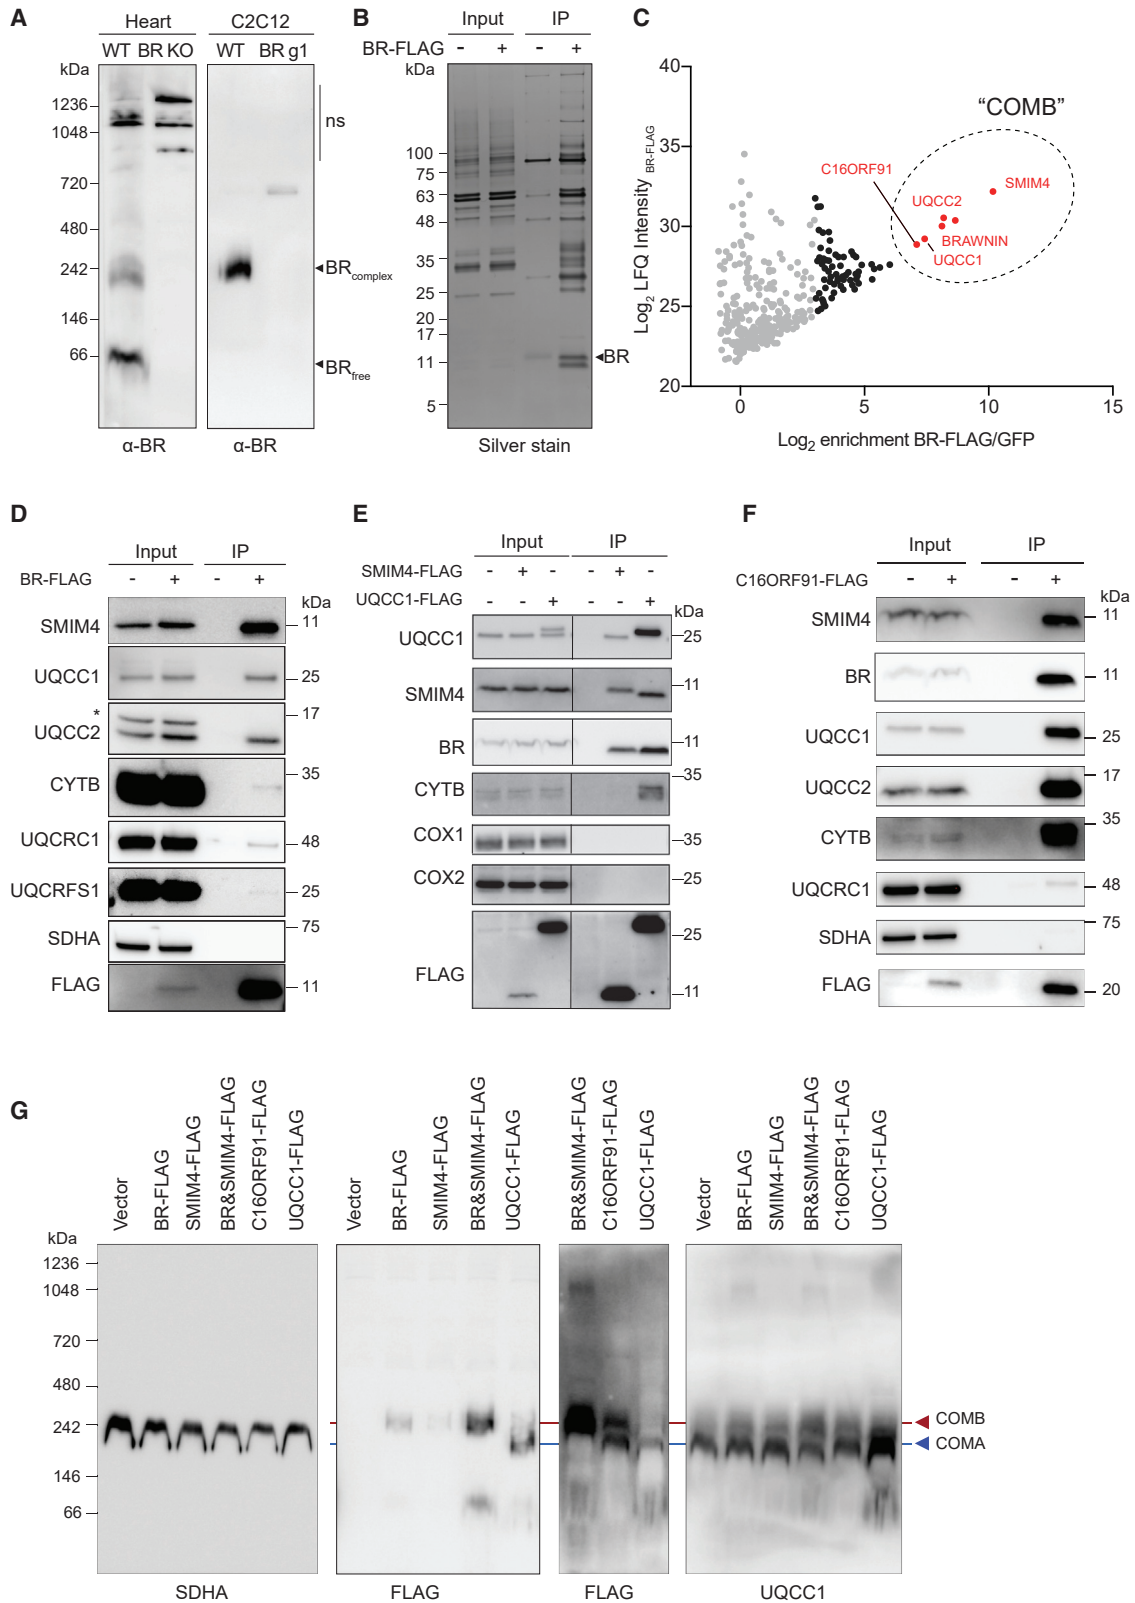 A
Heart C2C12
WT BR KO WT BR g1
kDa
1236
1048
720
480
242
146
66
ns
BRcomplex
BRfree
α-BR α-BR
B
Input IP
BR-FLAG - + - +
kDa
100
75
63
48
35
25
20
17
11
5
BR
Silver stain
C
40
35
30
25
20
0 5 10 15
Log2 LFQ Intensity BR-FLAG
Log2 enrichment BR-FLAG/GFP
“COMB”
C16ORF91
SMIM4
UQCC2
BRAWNIN
UQCC1
D
Input IP
BR-FLAG - + - +
kDa
SMIM4 11
UQCC1 25
* 17
UQCC2
CYTB 35
UQCRC1 48
UQCRFS1 25
SDHA 75
FLAG 11
E
Input IP
SMIM4-FLAG - + - - + -
UQCC1-FLAG - - + - - +
kDa
UQCC1 25
SMIM4 11
BR 11
CYTB 35
COX1 35
COX2 25
FLAG 25
11
F
Input IP
C16ORF91-FLAG - + - +
kDa
SMIM4 11
BR 11
UQCC1 25
UQCC2 17
CYTB 35
UQCRC1 48
SDHA 75
FLAG 20
G
Vector
BR-FLAG
SMIM4-FLAG
BR&SMIM4-FLAG
C16ORF91-FLAG
UQCC1-FLAG
Vector
BR-FLAG
SMIM4-FLAG
BR&SMIM4-FLAG
UQCC1-FLAG
BR&SMIM4-FLAG
C16ORF91-FLAG
UQCC1-FLAG
Vector
BR-FLAG
SMIM4-FLAG
BR&SMIM4-FLAG
C16ORF91-FLAG
UQCC1-FLAG
kDa
1236
1048
720
480
242
146
66
COMB
COMA
SDHA FLAG FLAG UQCC1